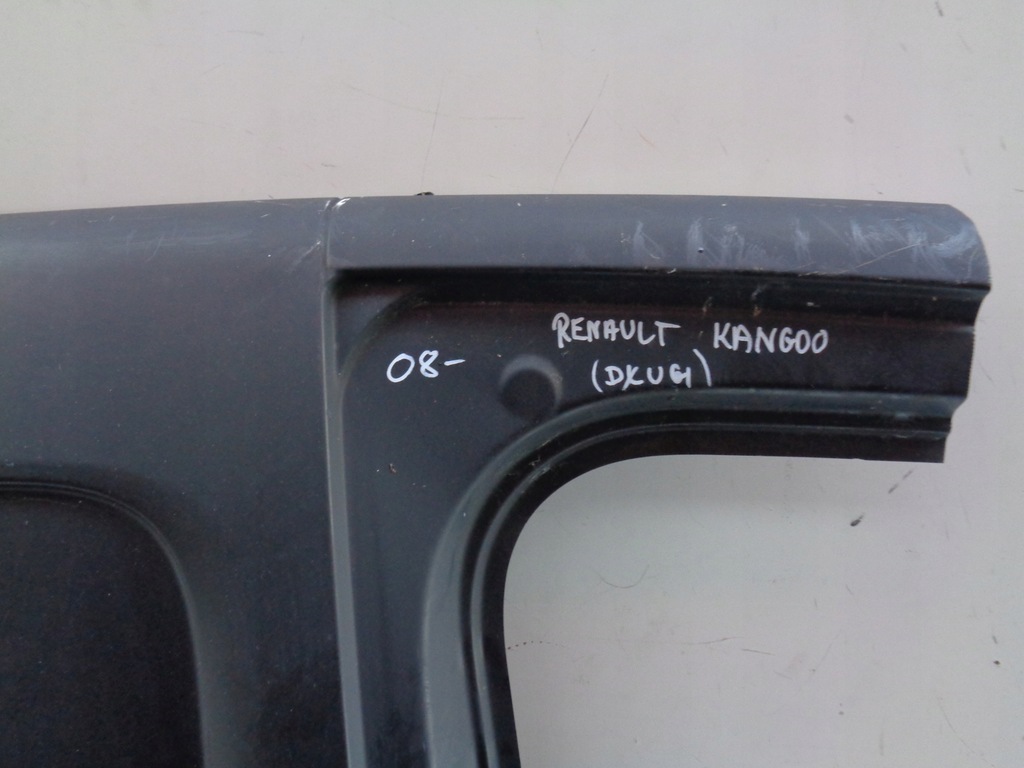 RENAULT KANGOO
08- (DŁUGI)